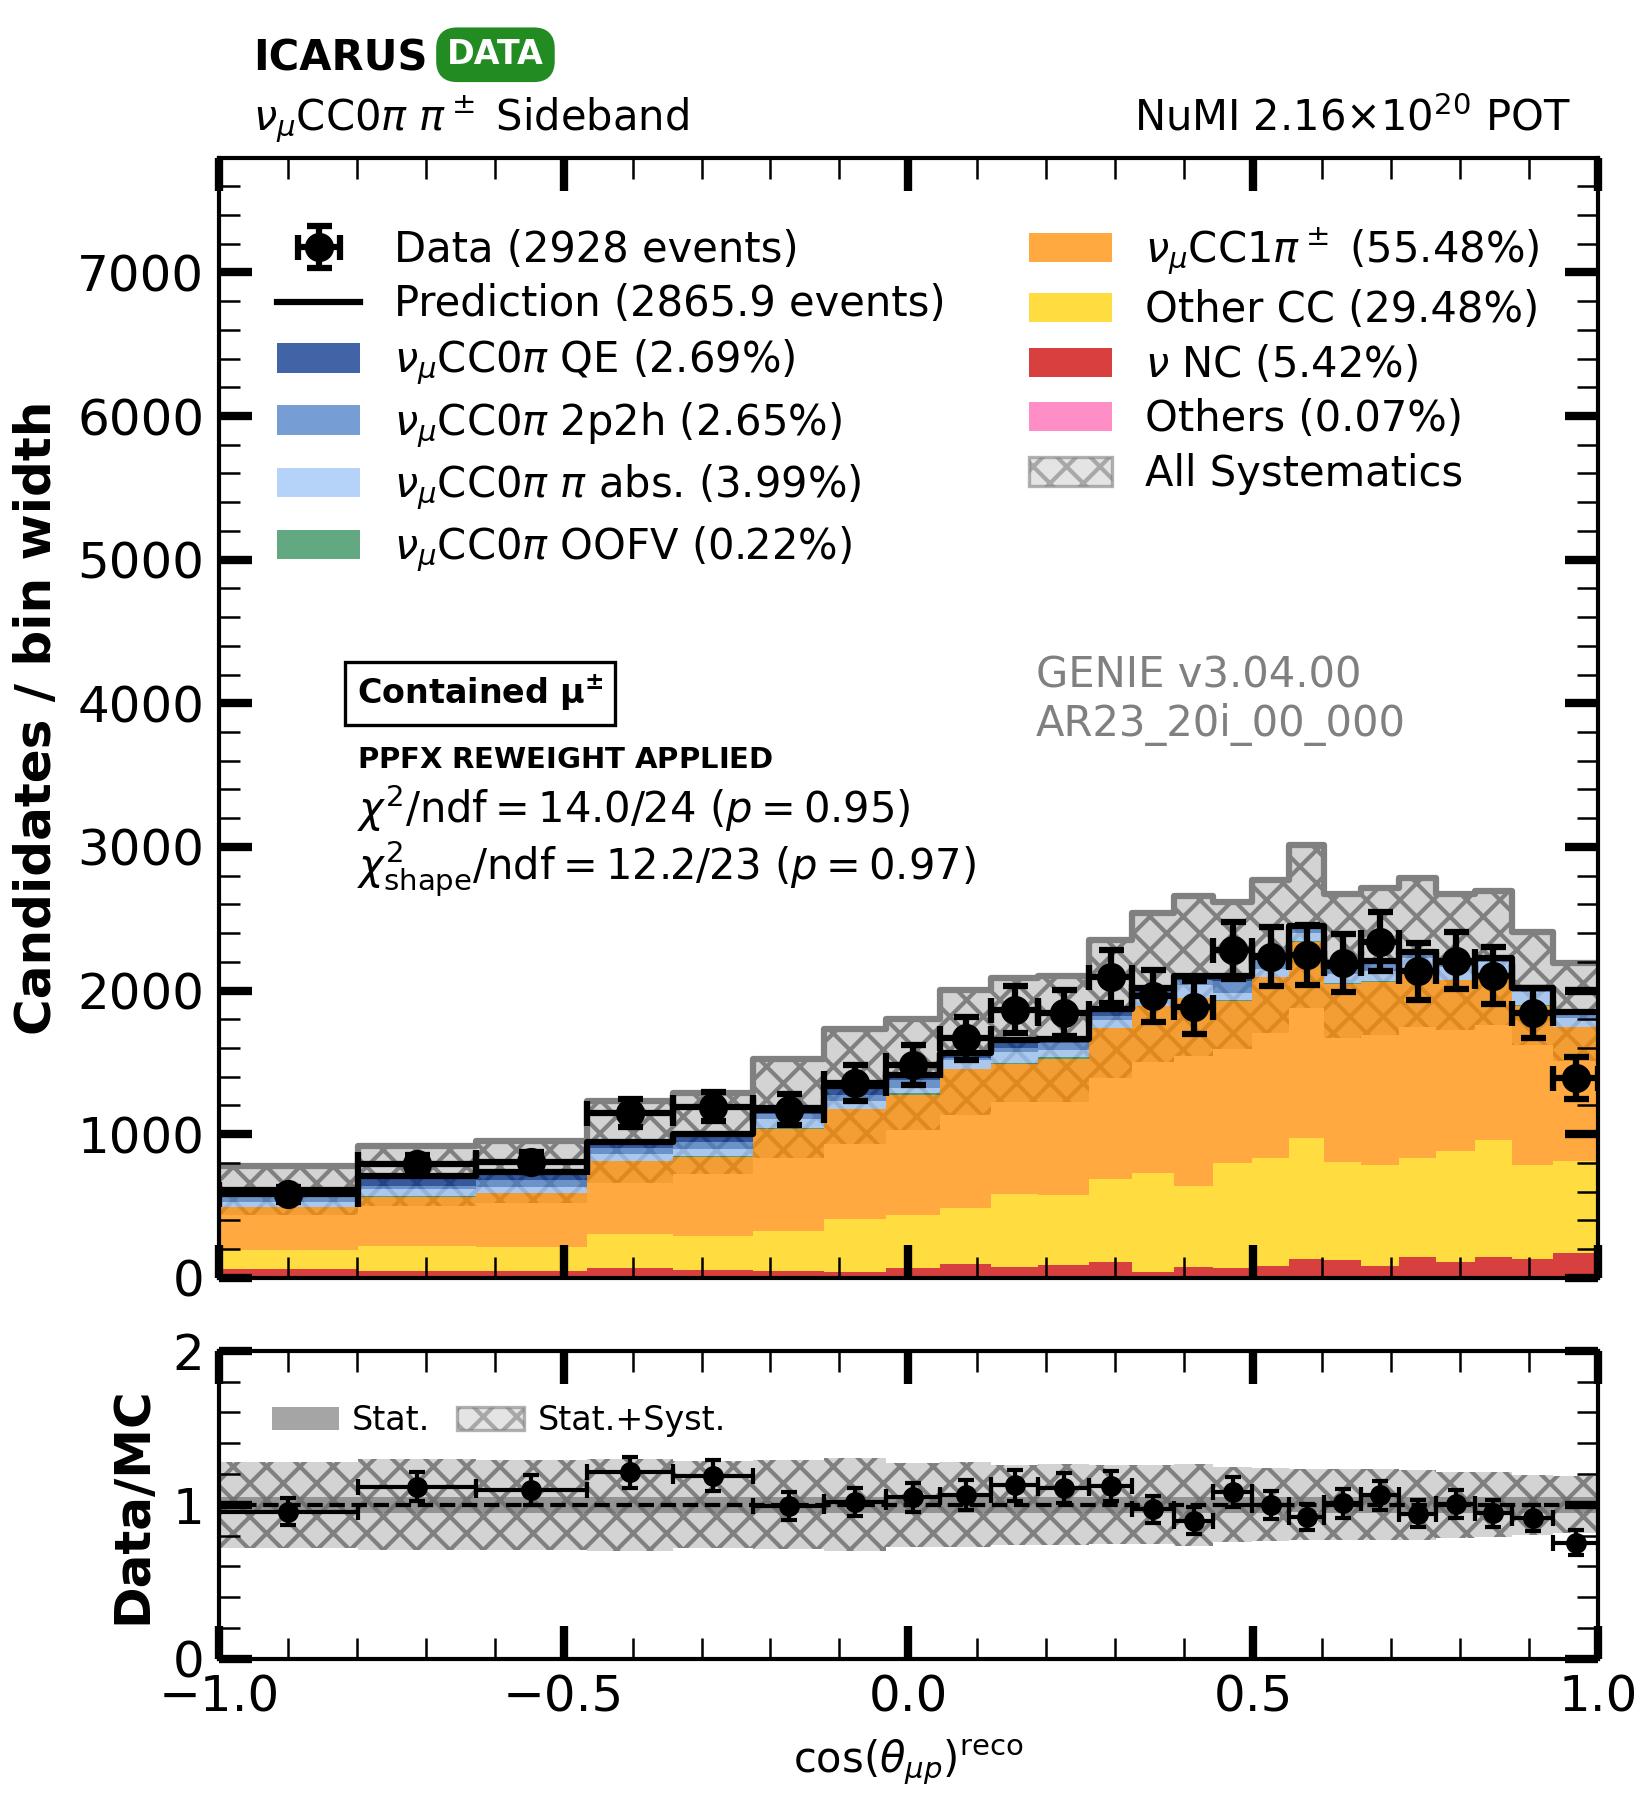 ICARUS DATA
νμCC0π π± Sideband
NuMI 2.16×10²⁰ POT
Candidates / bin width
7000
6000
5000
4000
3000
2000
1000
0
Data (2928 events)
Prediction (2865.9 events)
νμCC0π QE (2.69%)
νμCC0π 2p2h (2.65%)
νμCC0π π abs. (3.99%)
νμCC0π OOFV (0.22%)
νμCC1π± (55.48%)
Other CC (29.48%)
ν NC (5.42%)
Others (0.07%)
All Systematics
Contained μ±
PPFX REWEIGHT APPLIED
χ²/ndf = 14.0/24 (p = 0.95)
χ²shape/ndf = 12.2/23 (p = 0.97)
GENIE v3.04.00
AR23_20i_00_000
Data/MC
2
1
0
Stat.
Stat.+Syst.
−1.0 −0.5 0.0 0.5 1.0
cos(θμp)reco